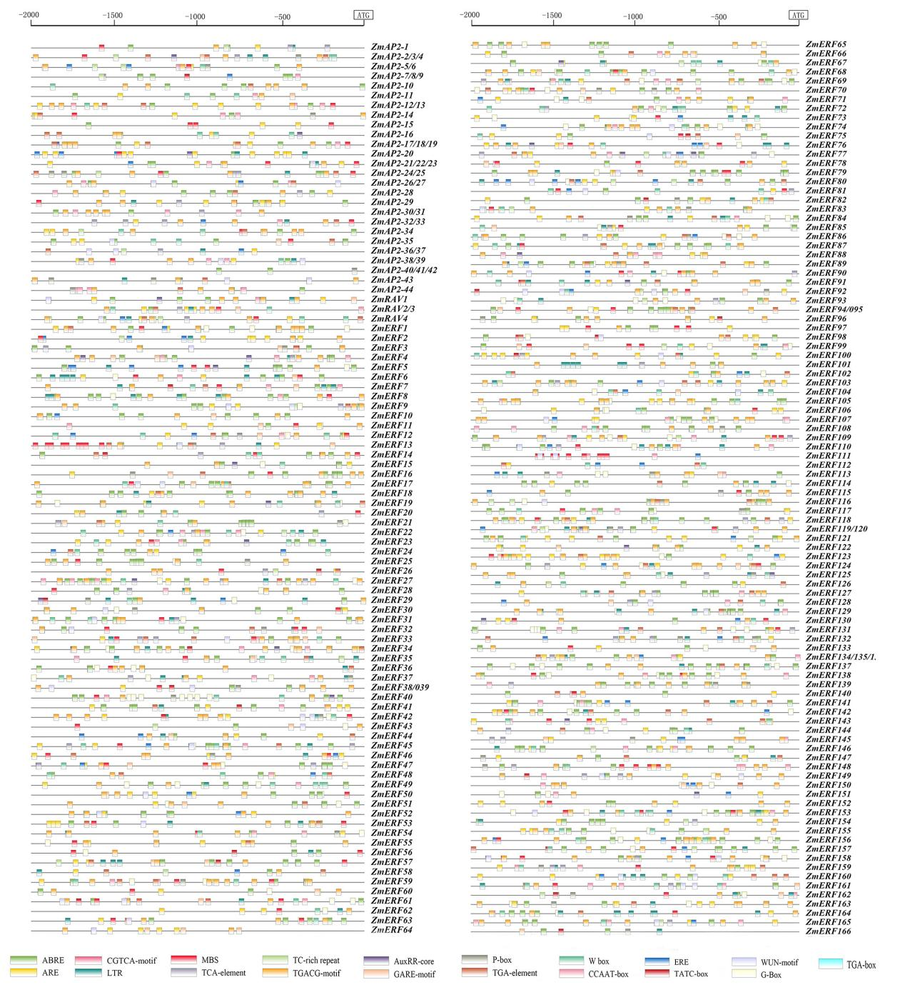 -2000 -1500 -1000 -500 ATG
ZmAP2-1
ZmAP2-2/3/4
ZmAP2-5/6
ZmAP2-7/8/9
ZmAP2-10
ZmAP2-11
ZmAP2-12/13
ZmAP2-14
ZmAP2-15
ZmAP2-16
ZmAP2-17/18/19
ZmAP2-20
ZmAP2-21/22/23
ZmAP2-24/25
ZmAP2-26/27
ZmAP2-28
ZmAP2-29
ZmAP2-30/31
ZmAP2-32/33
ZmAP2-34
ZmAP2-35
ZmAP2-36/37
ZmAP2-38/39
ZmAP2-40/41/42
ZmAP2-43
ZmAP2-44
ZmRAV1
ZmRAV2/3
ZmRAV4
ZmERF1
ZmERF2
ZmERF3
ZmERF4
ZmERF5
ZmERF6
ZmERF7
ZmERF8
ZmERF9
ZmERF10
ZmERF11
ZmERF12
ZmERF13
ZmERF14
ZmERF15
ZmERF16
ZmERF17
ZmERF18
ZmERF19
ZmERF20
ZmERF21
ZmERF22
ZmERF23
ZmERF24
ZmERF25
ZmERF26
ZmERF27
ZmERF28
ZmERF29
ZmERF30
ZmERF31
ZmERF32
ZmERF33
ZmERF34
ZmERF35
ZmERF36
ZmERF37
ZmERF38/039
ZmERF40
ZmERF41
ZmERF42
ZmERF43
ZmERF44
ZmERF45
ZmERF46
ZmERF47
ZmERF48
ZmERF49
ZmERF50
ZmERF51
ZmERF52
ZmERF53
ZmERF54
ZmERF55
ZmERF56
ZmERF57
ZmERF58
ZmERF59
ZmERF60
ZmERF61
ZmERF62
ZmERF63
ZmERF64
-2000 -1500 -1000 -500 ATG
ZmERF65
ZmERF66
ZmERF67
ZmERF68
ZmERF69
ZmERF70
ZmERF71
ZmERF72
ZmERF73
ZmERF74
ZmERF75
ZmERF76
ZmERF77
ZmERF78
ZmERF79
ZmERF80
ZmERF81
ZmERF82
ZmERF83
ZmERF84
ZmERF85
ZmERF86
ZmERF87
ZmERF88
ZmERF89
ZmERF90
ZmERF91
ZmERF92
ZmERF93
ZmERF94/095
ZmERF96
ZmERF97
ZmERF98
ZmERF99
ZmERF100
ZmERF101
ZmERF102
ZmERF103
ZmERF104
ZmERF105
ZmERF106
ZmERF107
ZmERF108
ZmERF109
ZmERF110
ZmERF111
ZmERF112
ZmERF113
ZmERF114
ZmERF115
ZmERF116
ZmERF117
ZmERF118
ZmERF119/120
ZmERF121
ZmERF122
ZmERF123
ZmERF124
ZmERF125
ZmERF126
ZmERF127
ZmERF128
ZmERF129
ZmERF130
ZmERF131
ZmERF132
ZmERF133
ZmERF134/135/1.
ZmERF137
ZmERF138
ZmERF139
ZmERF140
ZmERF141
ZmERF142
ZmERF143
ZmERF144
ZmERF145
ZmERF146
ZmERF147
ZmERF148
ZmERF149
ZmERF150
ZmERF151
ZmERF152
ZmERF153
ZmERF154
ZmERF155
ZmERF156
ZmERF157
ZmERF158
ZmERF159
ZmERF160
ZmERF161
ZmERF162
ZmERF163
ZmERF164
ZmERF165
ZmERF166
ABRE CGTCA-motif MBS TC-rich repeat AuxRR-core
ARE LTR TCA-element TGACG-motif GARE-motif
P-box W box ERE WUN-motif TGA-box
TGA-element CCAAT-box TATC-box G-Box